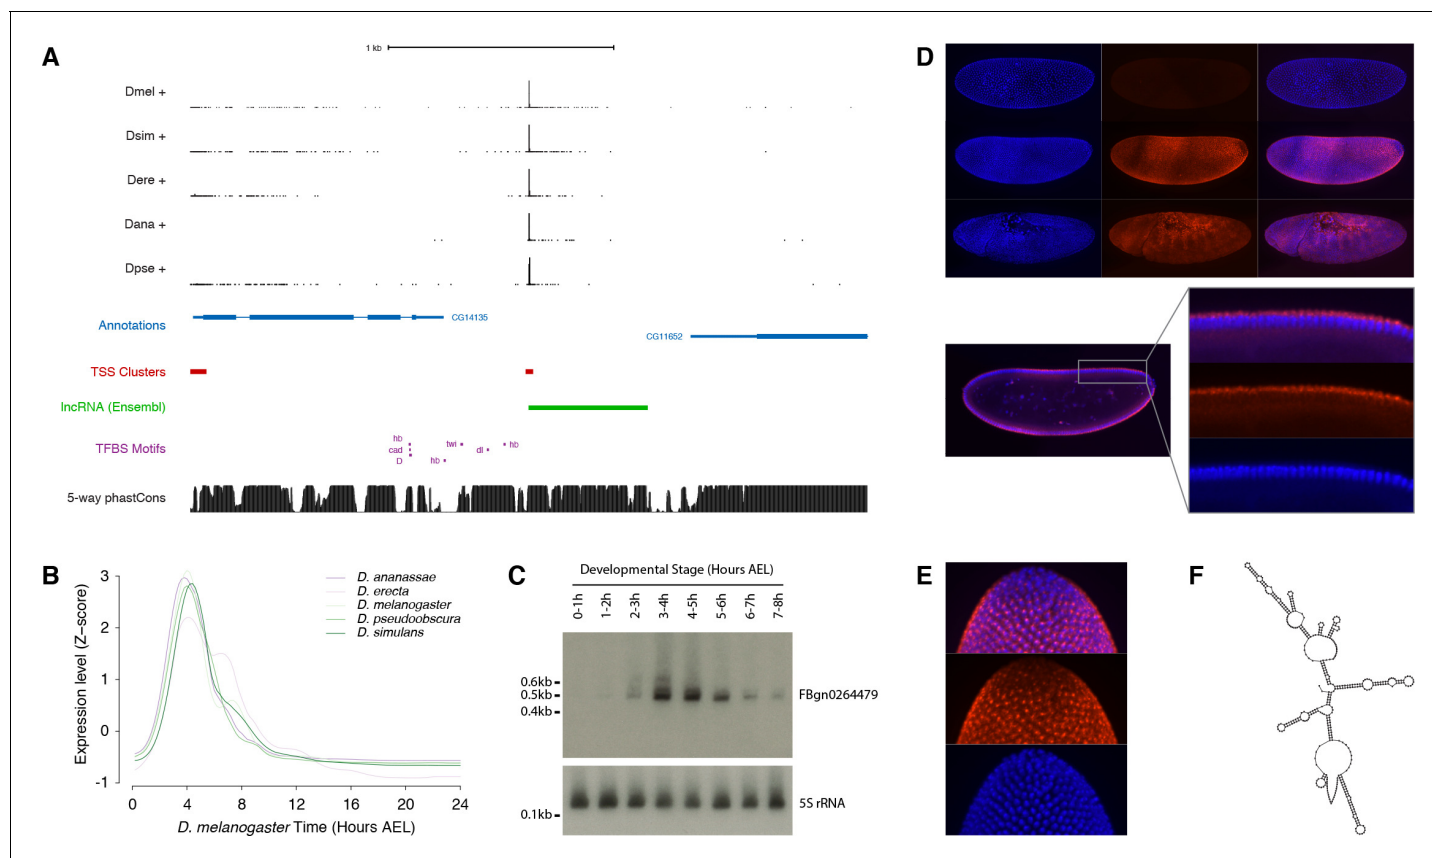 A
1 kb
Dmel +
Dsim +
Dere +
Dana +
Dpse +
Annotations
CG14135
CG11652
TSS Clusters
lncRNA (Ensembl)
TFBS Motifs
hb
cad
D
hb
twi
dl
hb
5-way phastCons
B
Expression level (Z−score)
3
2
1
0
-1
0 4 8 12 16 20 24
D. melanogaster Time (Hours AEL)
D. ananassae
D. erecta
D. melanogaster
D. pseudoobscura
D. simulans
C
Developmental Stage (Hours AEL)
0-1h 1-2h 2-3h 3-4h 4-5h 5-6h 6-7h 7-8h
0.6kb
0.5kb
0.4kb
FBgn0264479
0.1kb
5S rRNA
D
E
F